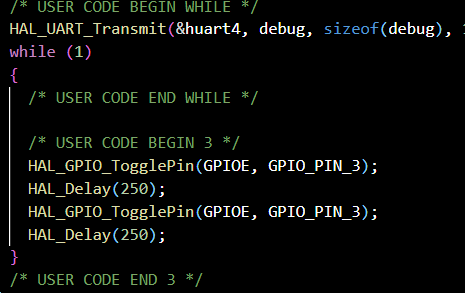 /* USER CODE BEGIN WHILE */
HAL_UART_Transmit(&huart4, debug, sizeof(debug),
while (1)
{
/* USER CODE END WHILE */
/* USER CODE BEGIN 3 */
HAL_GPIO_TogglePin(GPIOE, GPIO_PIN_3);
HAL_Delay(250);
HAL_GPIO_TogglePin(GPIOE, GPIO_PIN_3);
HAL_Delay(250);
}
/* USER CODE END 3 */